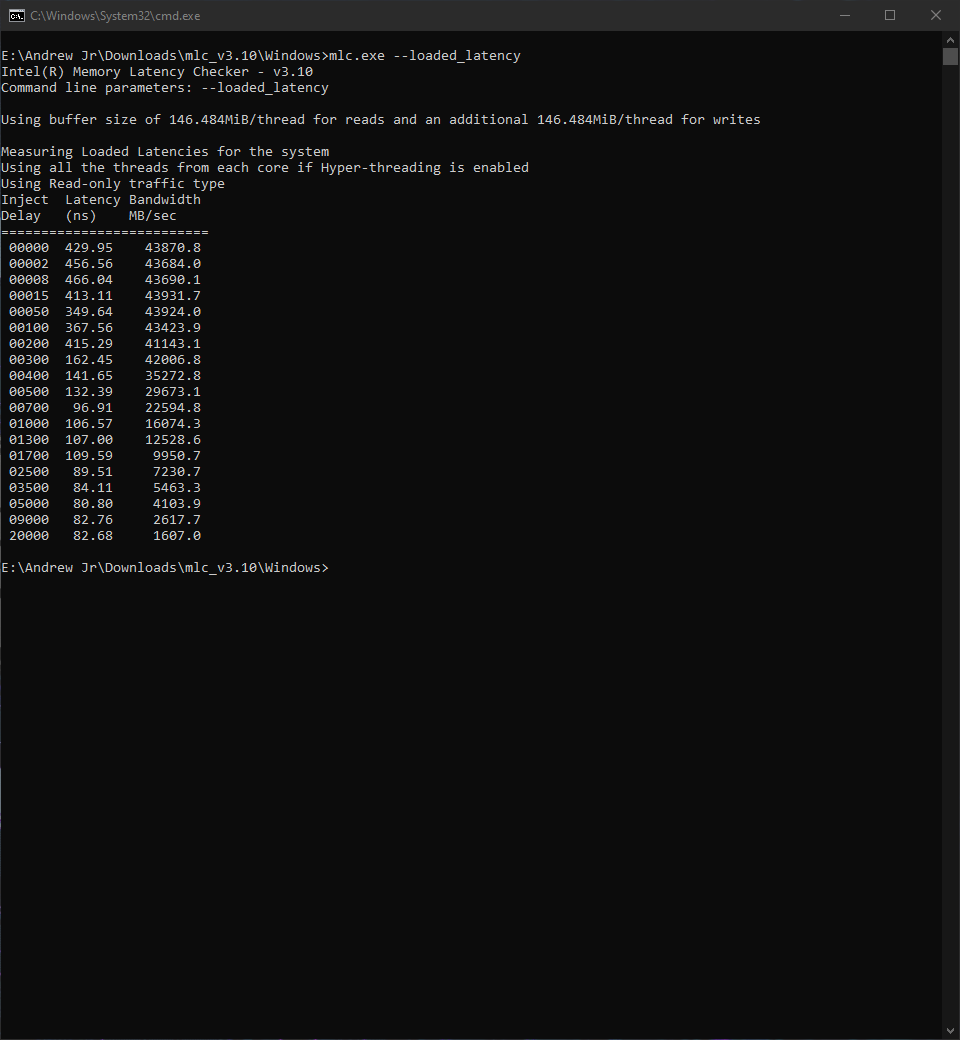 C:\Windows\System32\cmd.exe
E:\Andrew Jr\Downloads\mlc_v3.10\Windows>mlc.exe --loaded_latency
Intel(R) Memory Latency Checker - v3.10
Command line parameters: --loaded_latency
Using buffer size of 146.484MiB/thread for reads and an additional 146.484MiB/thread for writes
Measuring Loaded Latencies for the system
Using all the threads from each core if Hyper-threading is enabled
Using Read-only traffic type
Inject  Latency Bandwidth
Delay   (ns)    MB/sec
==========================
 00000  429.95    43870.8
 00002  456.56    43684.0
 00008  466.04    43690.1
 00015  413.11    43931.7
 00050  349.64    43924.0
 00100  367.56    43423.9
 00200  415.29    41143.1
 00300  162.45    42006.8
 00400  141.65    35272.8
 00500  132.39    29673.1
 00700   96.91    22594.8
 01000  106.57    16074.3
 01300  107.00    12528.6
 01700  109.59     9950.7
 02500   89.51     7230.7
 03500   84.11     5463.3
 05000   80.80     4103.9
 09000   82.76     2617.7
 20000   82.68     1607.0
E:\Andrew Jr\Downloads\mlc_v3.10\Windows>